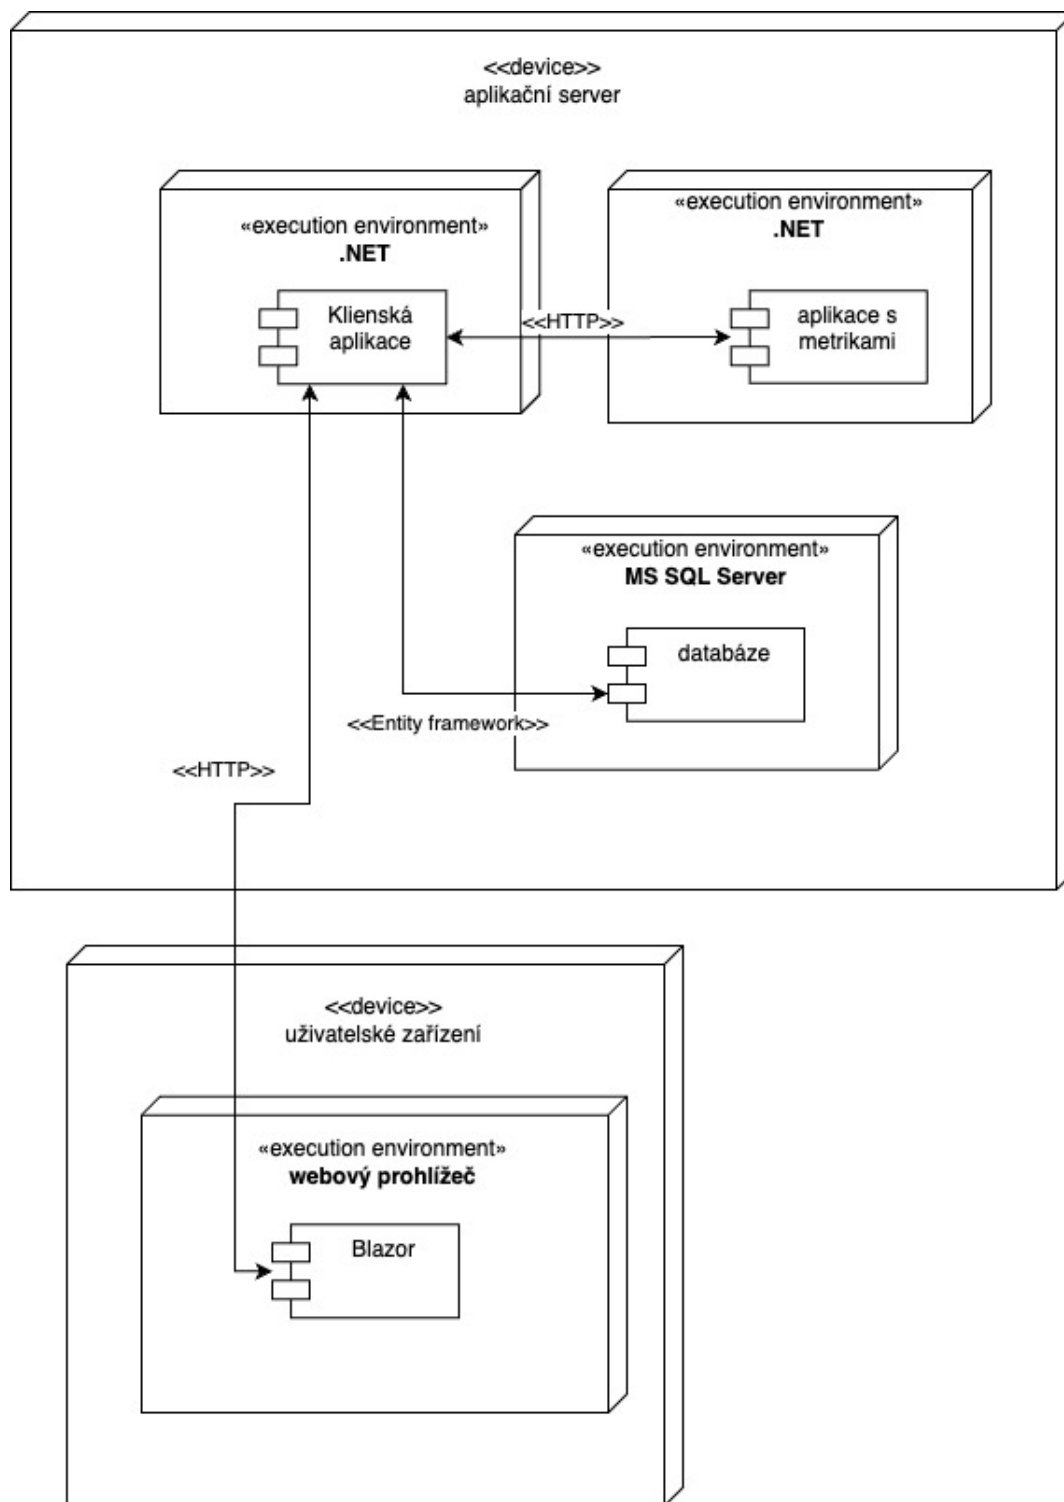 <<device>>
aplikační server
«execution environment»
.NET
Klienská
aplikace
<<HTTP>>
«execution environment»
.NET
aplikace s
metrikami
«execution environment»
MS SQL Server
databáze
<<Entity framework>>
<<HTTP>>
<<device>>
uživatelské zařízení
«execution environment»
webový prohlížeč
Blazor